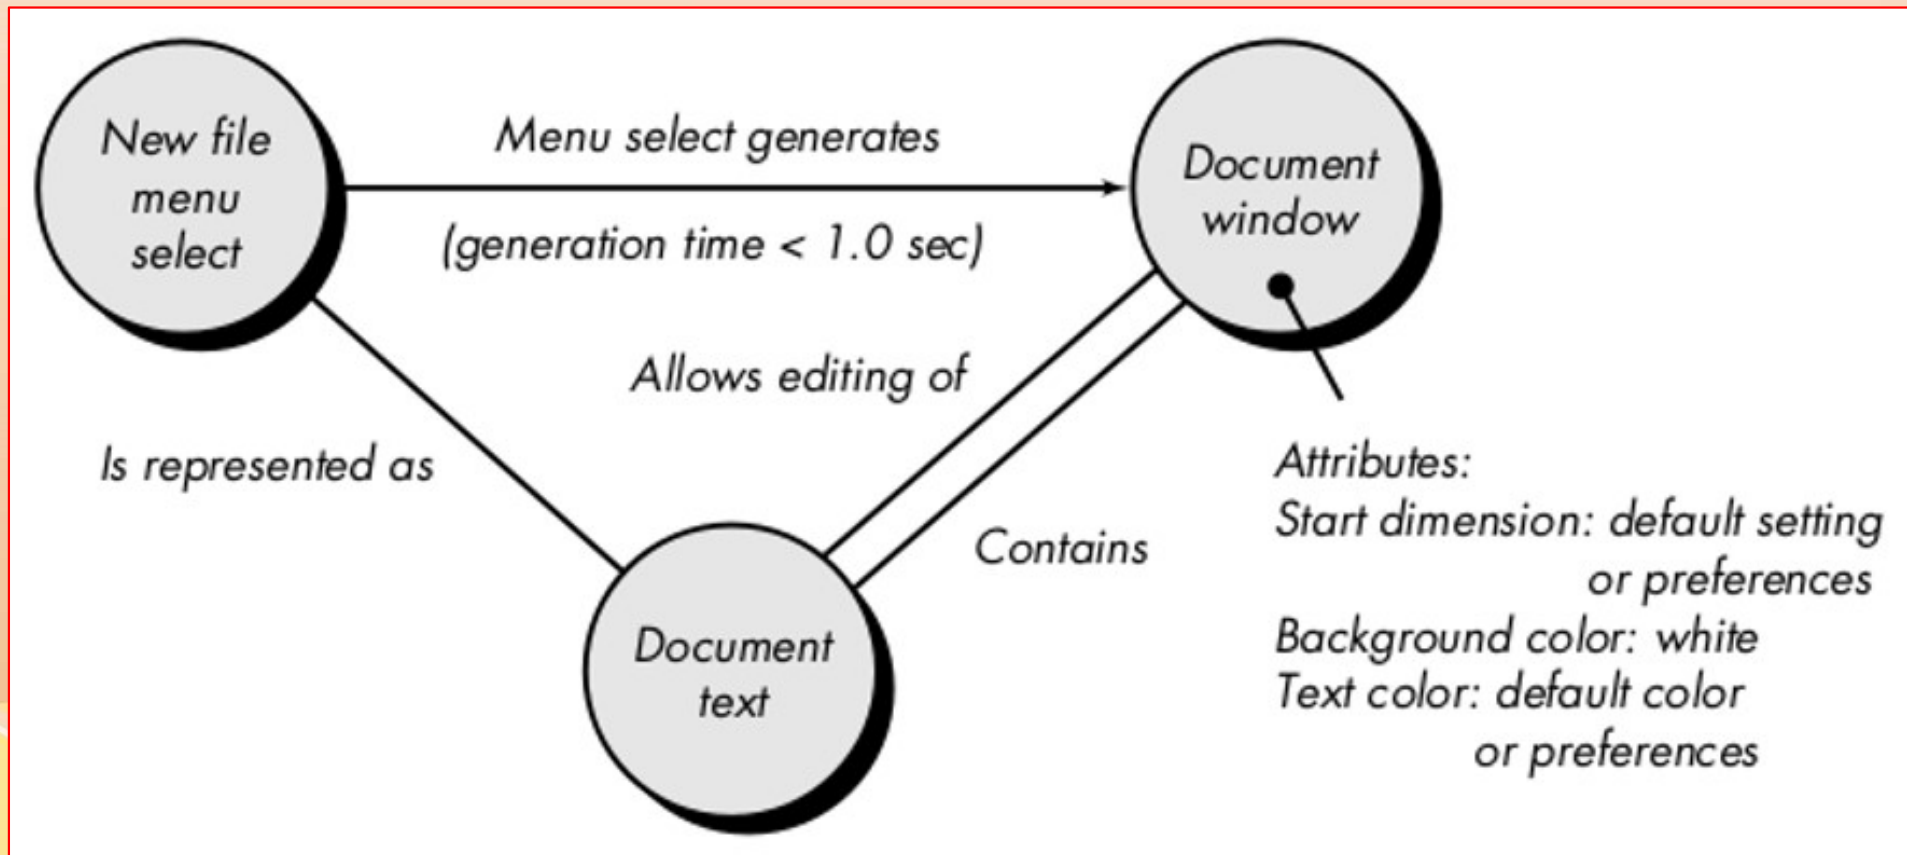 New file
menu
select
Menu select generates
(generation time < 1.0 sec)
Document
window
Allows editing of
Is represented as
Contains
Document
text
Attributes:
Start dimension: default setting
or preferences
Background color: white
Text color: default color
or preferences